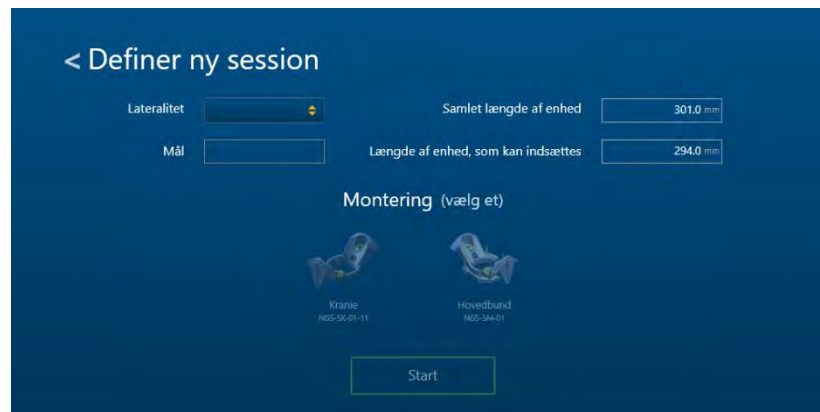 < Definer ny session
Lateralitet
Samlet længde af enhed 301.0 mm
Mål
Længde af enhed, som kan indsættes 294.0 mm
Montering (vælg et)
Kranie
NGS-SK-01-11
Hovedbund
NGS-SM-01
Start